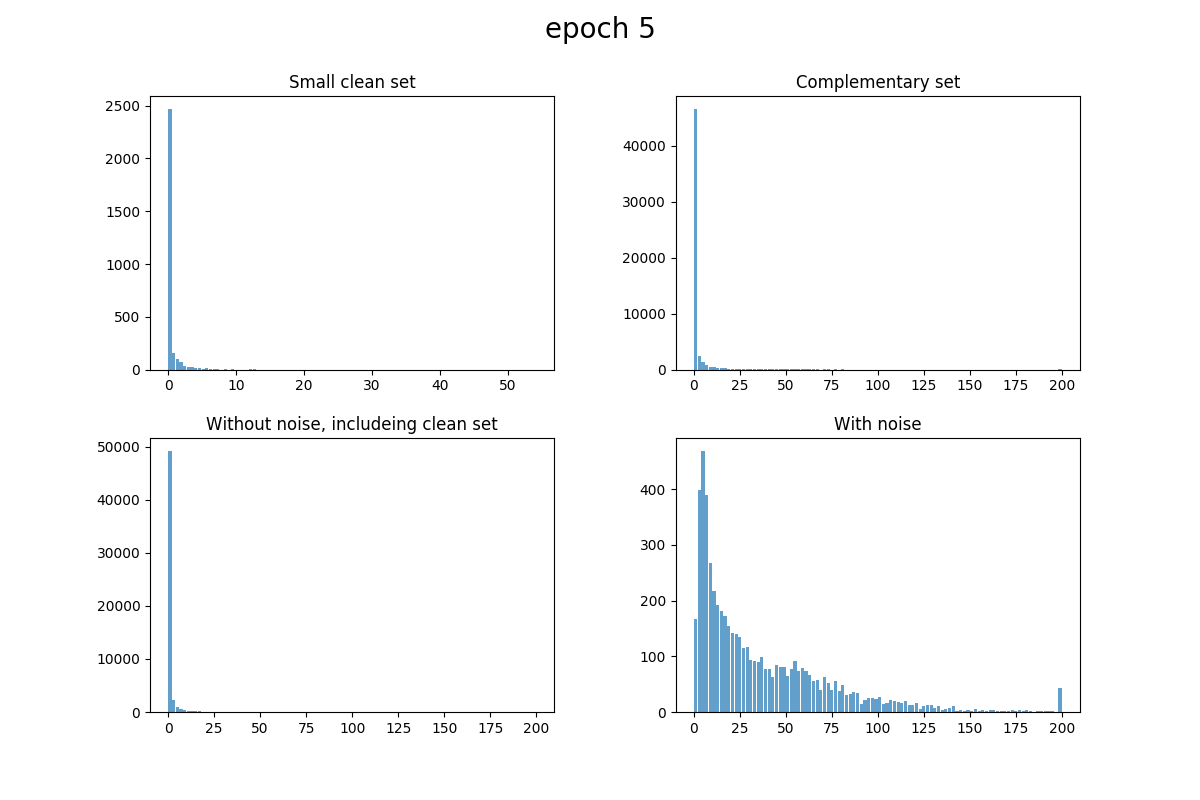 epoch 5
Small clean set
2500
2000
1500
1000
500
0
0 10 20 30 40 50
Complementary set
40000
30000
20000
10000
0
0 25 50 75 100 125 150 175 200
Without noise, includeing clean set
50000
40000
30000
20000
10000
0
0 25 50 75 100 125 150 175 200
With noise
400
300
200
100
0
0 25 50 75 100 125 150 175 200